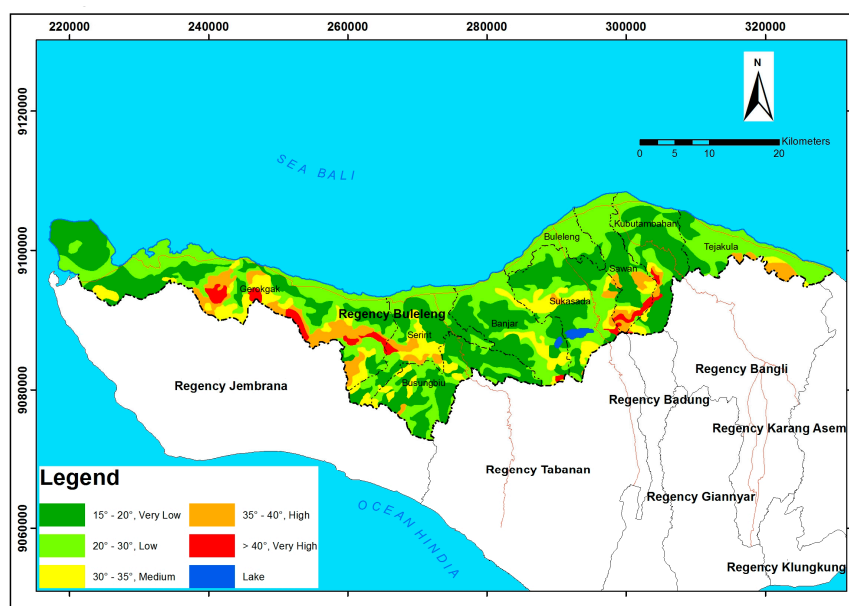 220000 240000 260000 280000 300000 320000
9120000
9100000
9080000
9060000
N
Kilometers
0 5 10 20
SEA BALI
Kubutambahan
Buleleng
Tejakula
Sawah
Gerokgak
Sukasada
Regency Buleleng
Banjar
Seririt
Busungbiu
Regency Jembrana
Regency Bangli
Regency Badung
Regency Karang Asem
Regency Tabanan
Regency Giannyar
Regency Klungkung
OCEAN HINDIA
Legend
15° - 20°, Very Low
20° - 30°, Low
30° - 35°, Medium
35° - 40°, High
> 40°, Very High
Lake